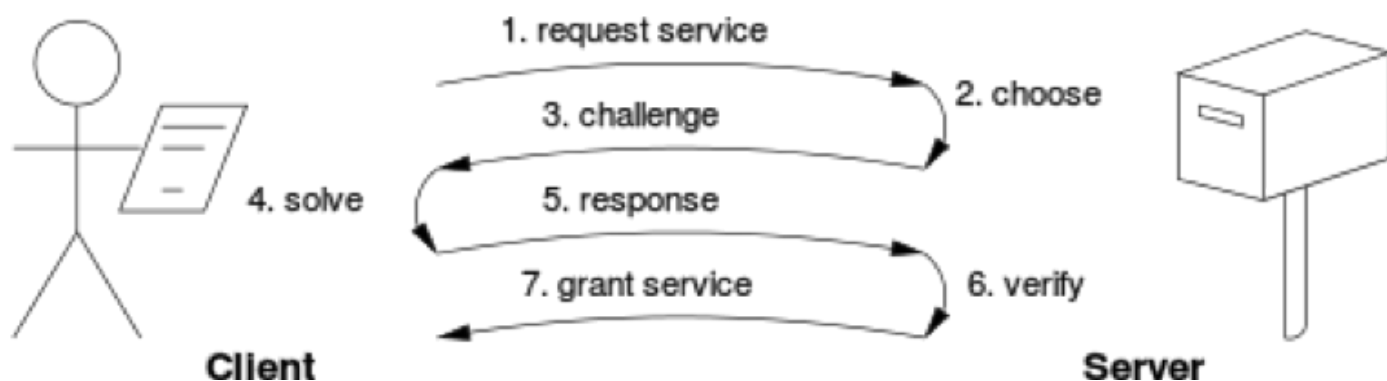 1. request service
2. choose
3. challenge
4. solve
5. response
6. verify
7. grant service
Client
Server